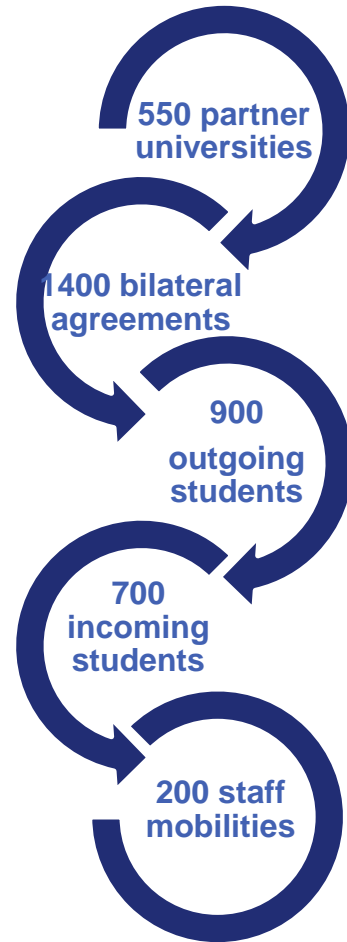 550 partner
universities
1400 bilateral
agreements
900
outgoing
students
700
incoming
students
200 staff
mobilities